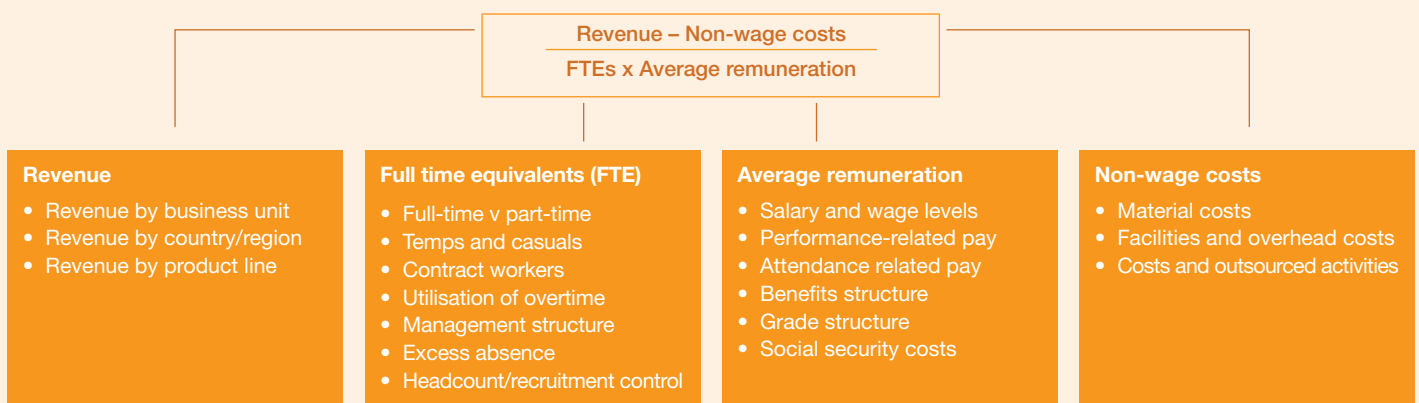 Revenue – Non-wage costs
FTEs x Average remuneration
Revenue
• Revenue by business unit
• Revenue by country/region
• Revenue by product line
Full time equivalents (FTE)
• Full-time v part-time
• Temps and casuals
• Contract workers
• Utilisation of overtime
• Management structure
• Excess absence
• Headcount/recruitment control
Average remuneration
• Salary and wage levels
• Performance-related pay
• Attendance related pay
• Benefits structure
• Grade structure
• Social security costs
Non-wage costs
• Material costs
• Facilities and overhead costs
• Costs and outsourced activities